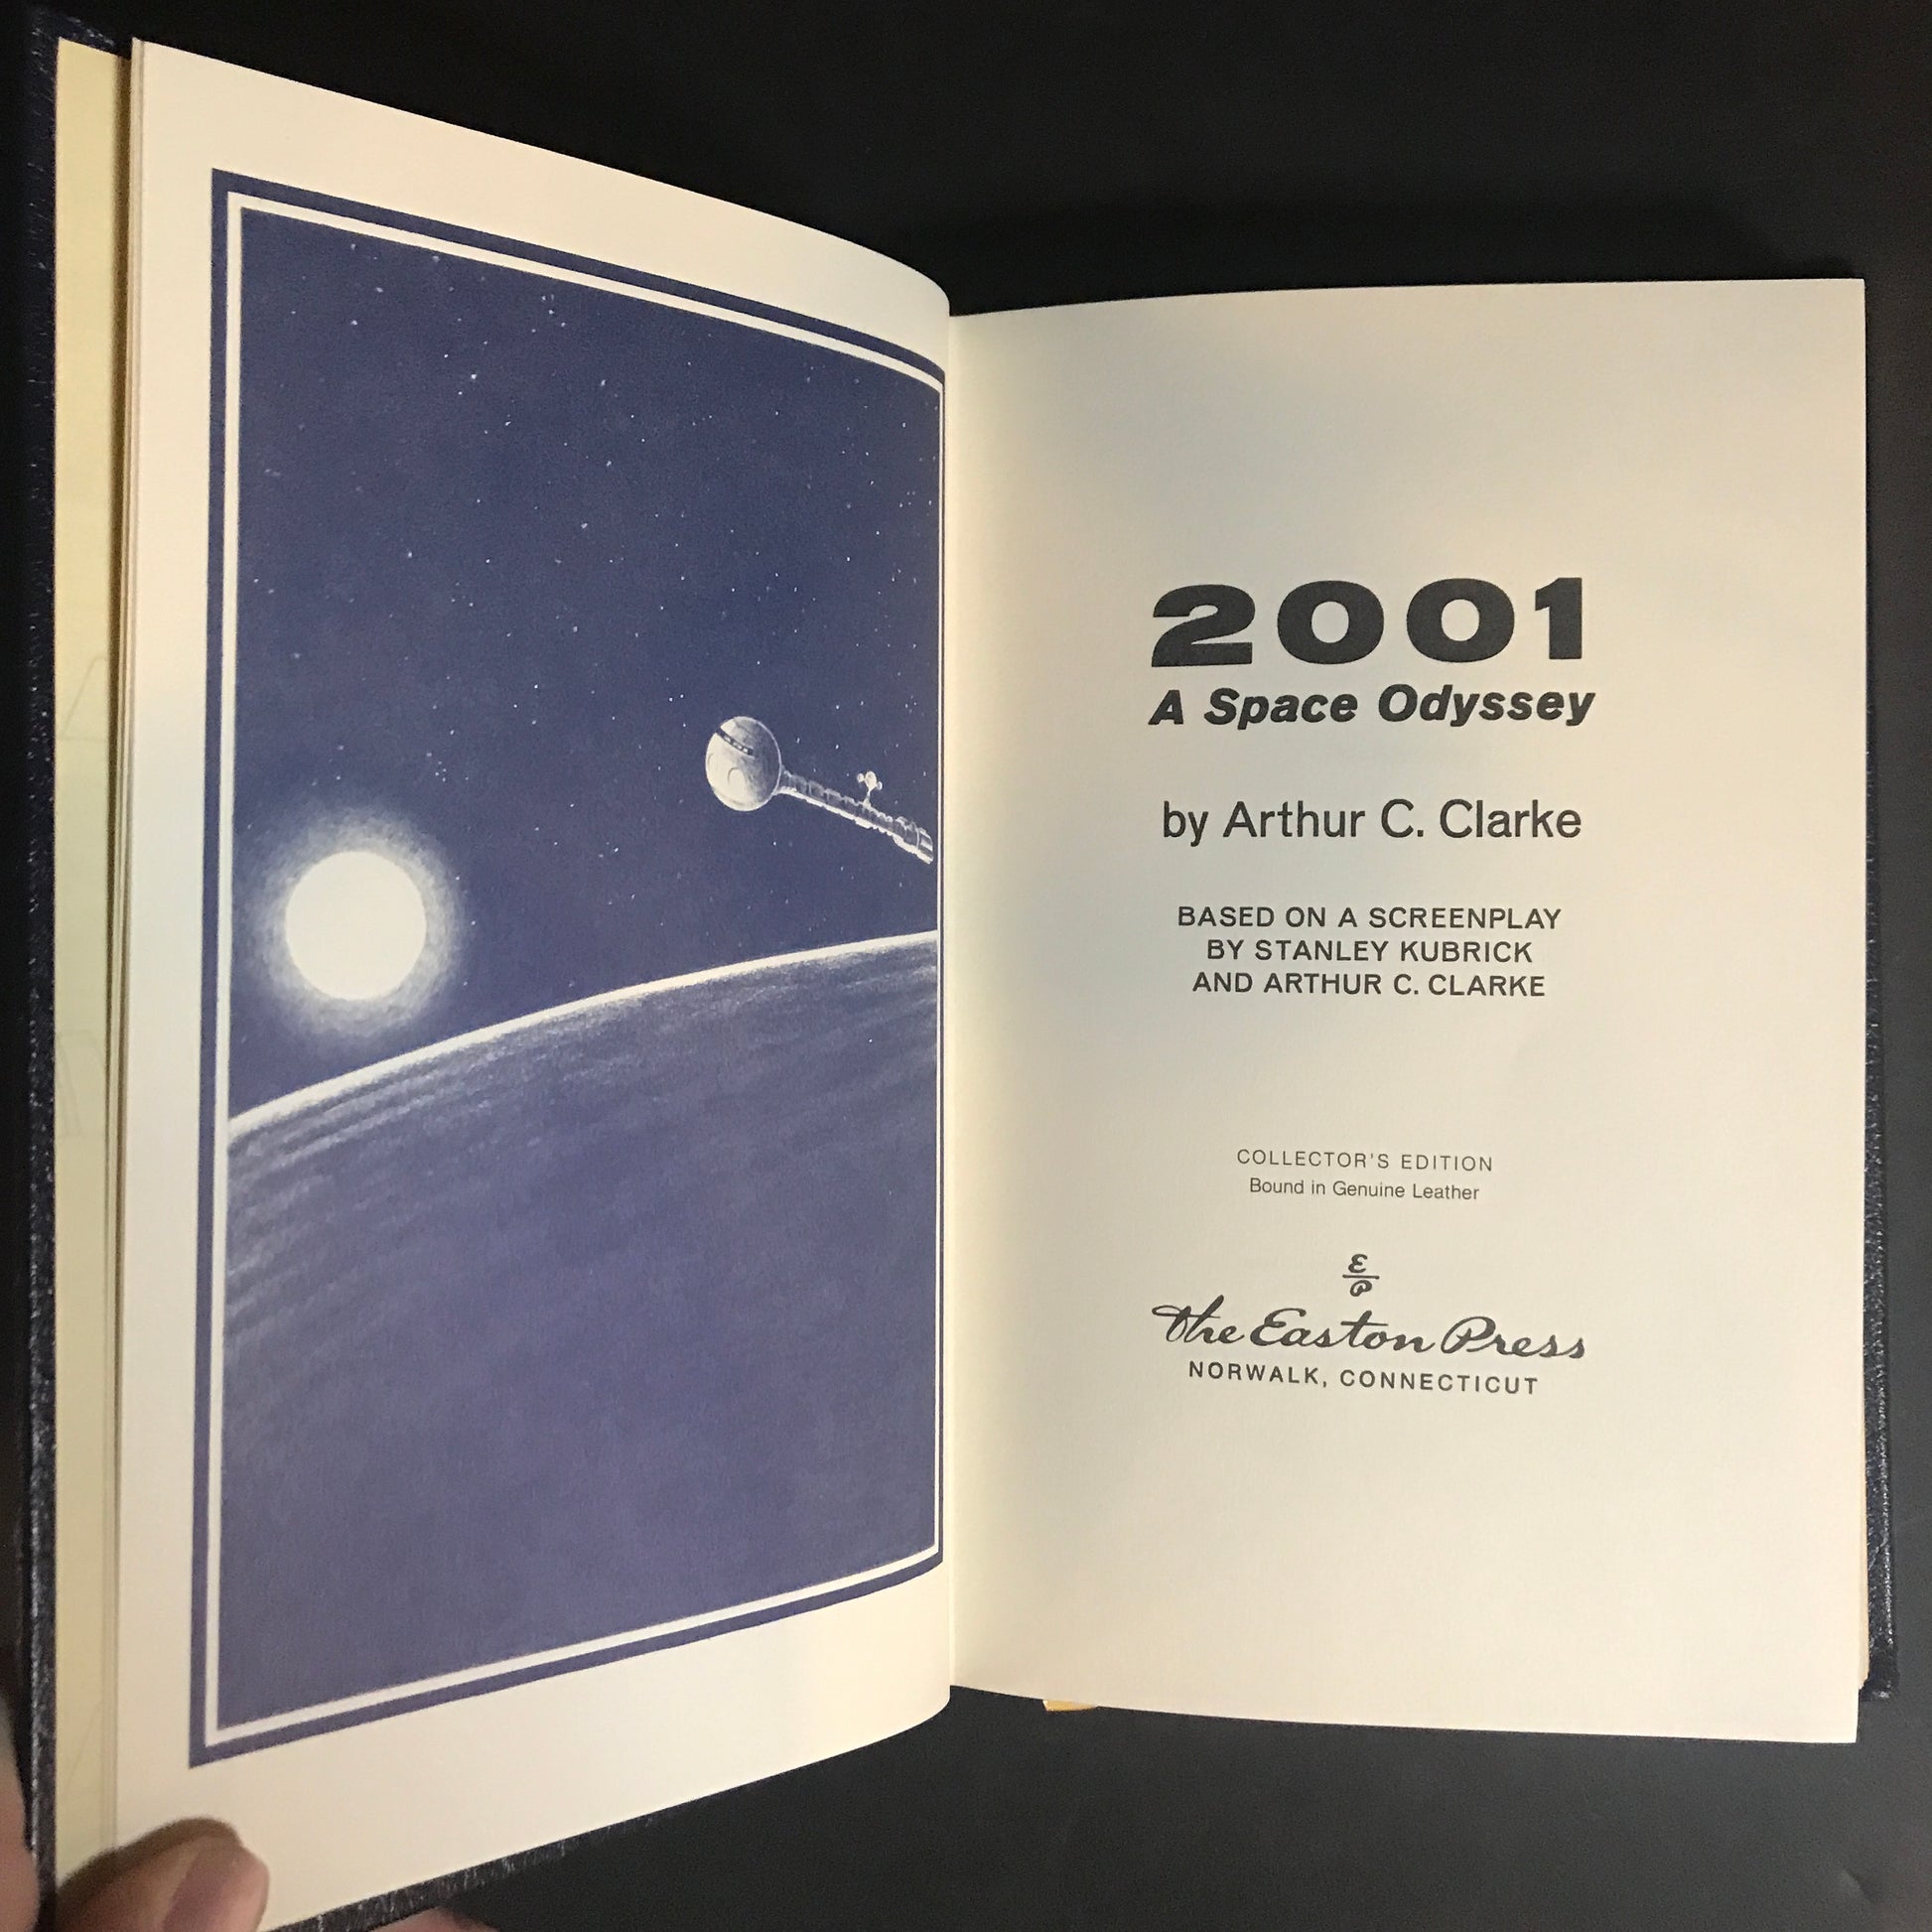 2001
A Space Odyssey
by Arthur C. Clarke
BASED ON A SCREENPLAY
BY STANLEY KUBRICK
AND ARTHUR C. CLARKE
COLLECTOR'S EDITION
Bound in Genuine Leather
E
P
The Easton Press
NORWALK, CONNECTICUT